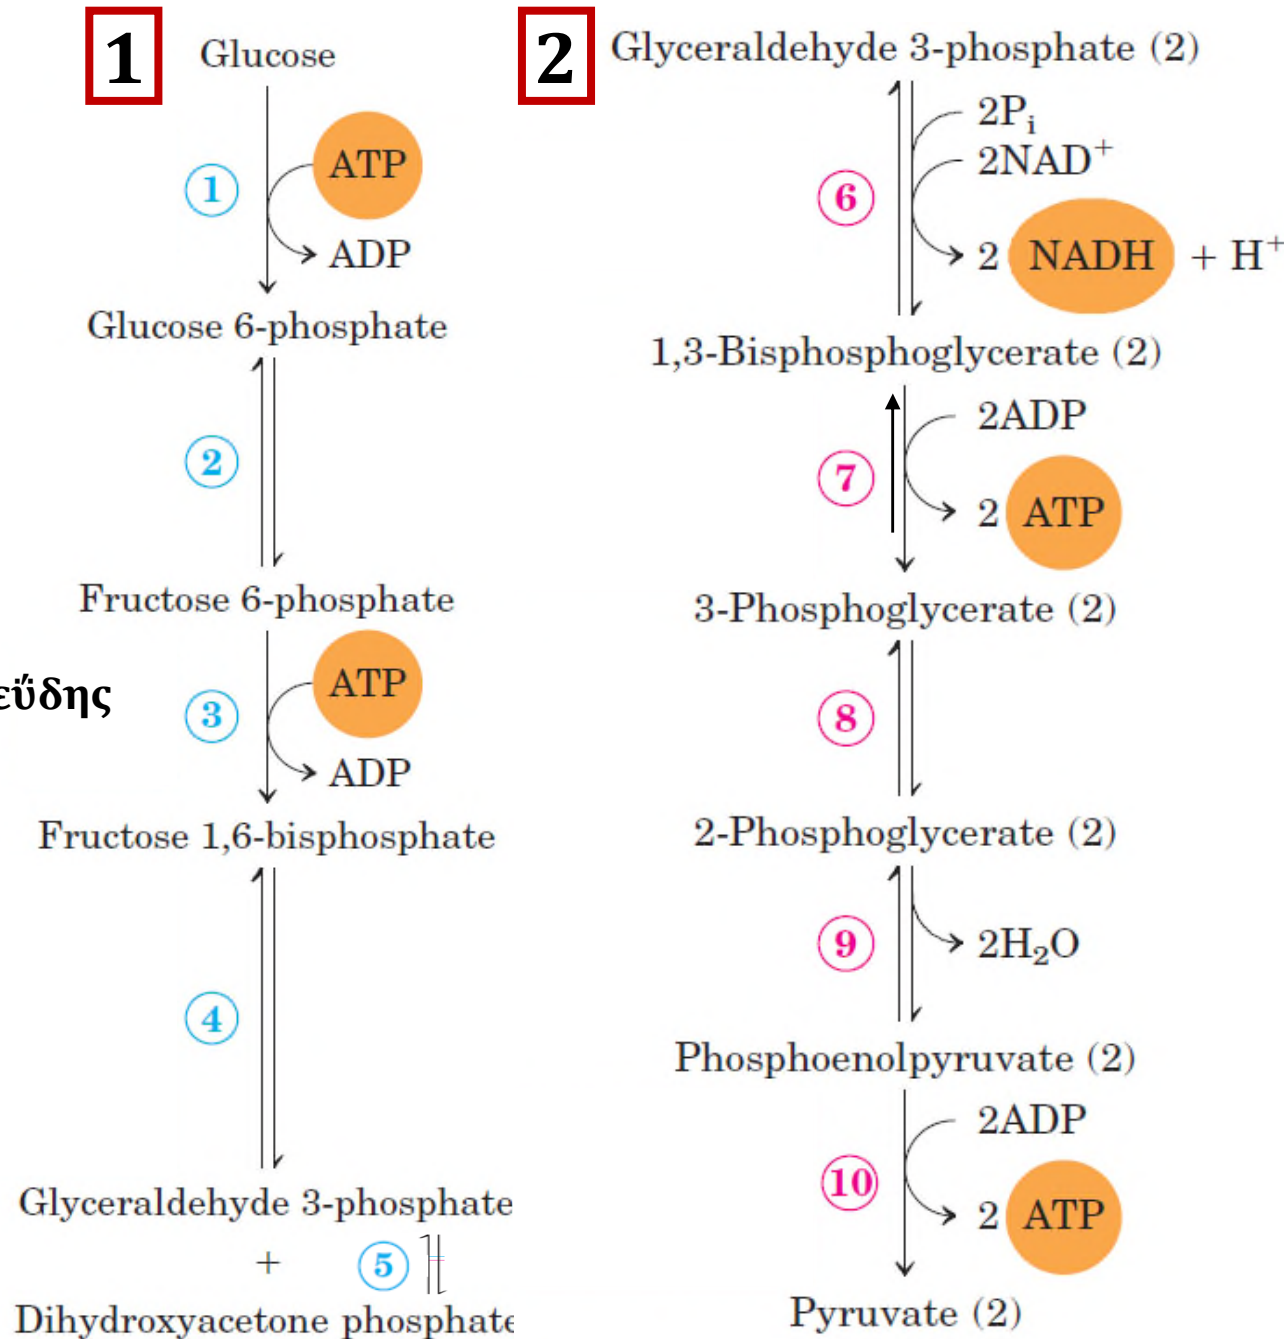 1
Glucose
1
ATP
ADP
Glucose 6-phosphate
2
Fructose 6-phosphate
εΰδης
3
ATP
ADP
Fructose 1,6-bisphosphate
4
Glyceraldehyde 3-phosphate
+
5
Dihydroxyacetone phosphate
2
Glyceraldehyde 3-phosphate (2)
6
2Pi
2NAD+
2 NADH + H+
1,3-Bisphosphoglycerate (2)
7
2ADP
2 ATP
3-Phosphoglycerate (2)
8
2-Phosphoglycerate (2)
9
2H2O
Phosphoenolpyruvate (2)
10
2ADP
2 ATP
Pyruvate (2)